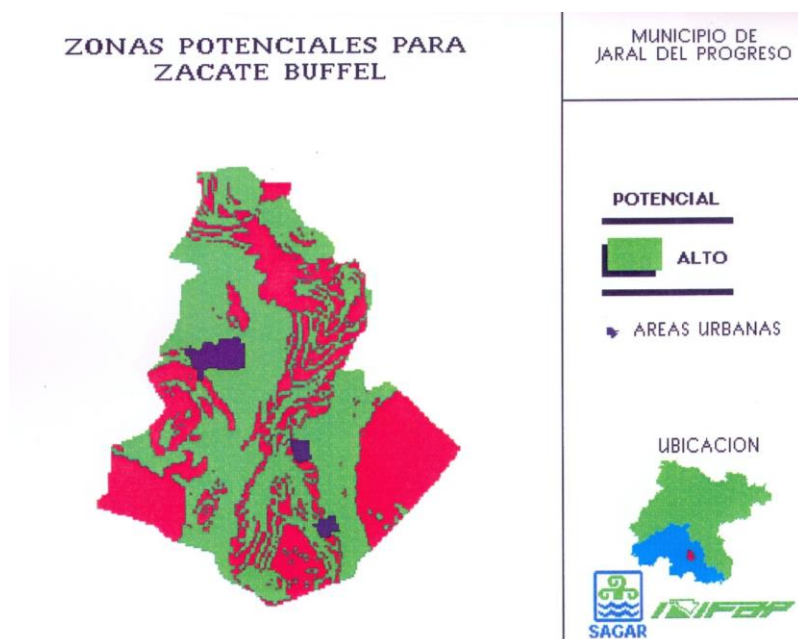 ZONAS POTENCIALES PARA
ZACATE BUFFEL
MUNICIPIO DE
JARAL DEL PROGRESO
POTENCIAL
ALTO
AREAS URBANAS
UBICACION
SAGAR
INIFAP